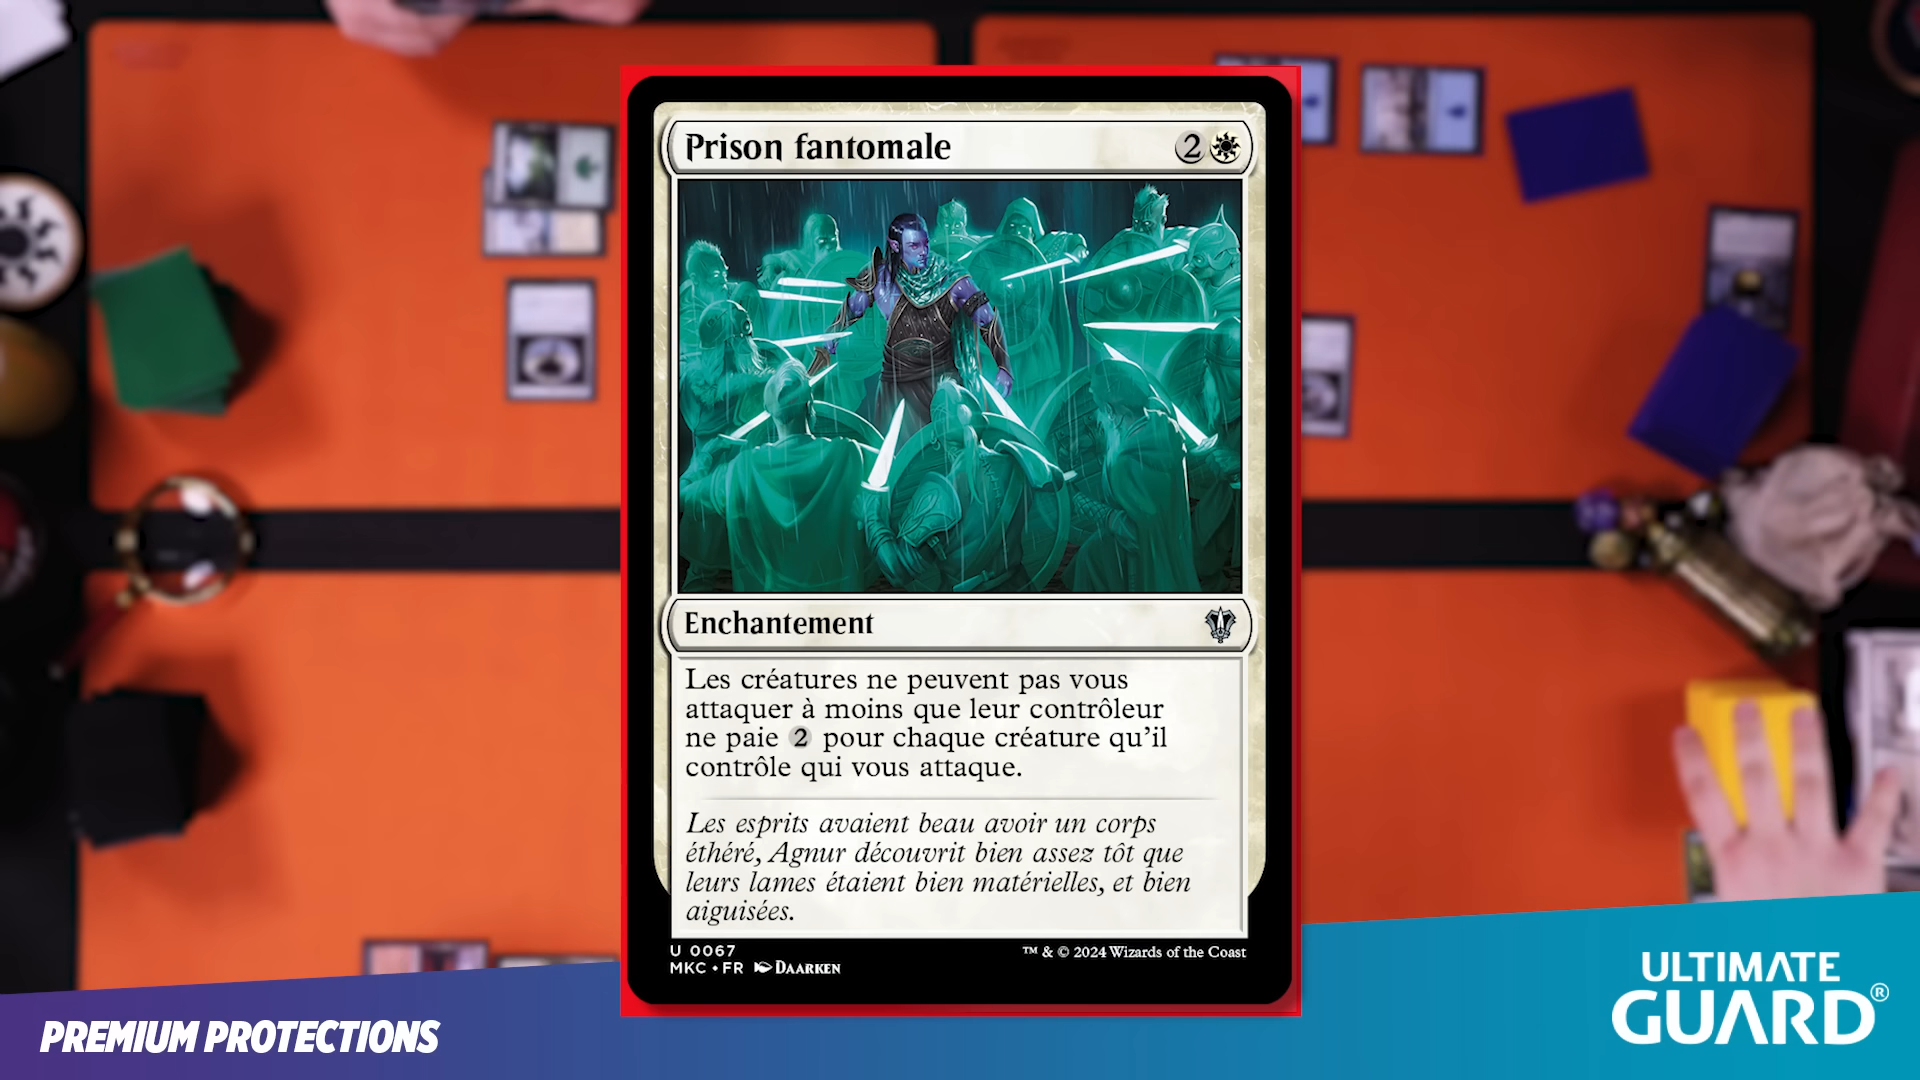 Prison fantomale
2
Enchantement
Les créatures ne peuvent pas vous
attaquer à moins que leur contrôleur
ne paie 2 pour chaque créature qu'il
contrôle qui vous attaque.
Les esprits avaient beau avoir un corps
éthéré, Agnur découvrit bien assez tôt que
leurs lames étaient bien matérielles, et bien
aiguisées.
U 0067
MKC • FR DAARKEN
™ & © 2024 Wizards of the Coast
PREMIUM PROTECTIONS
ULTIMATE
GUARD®